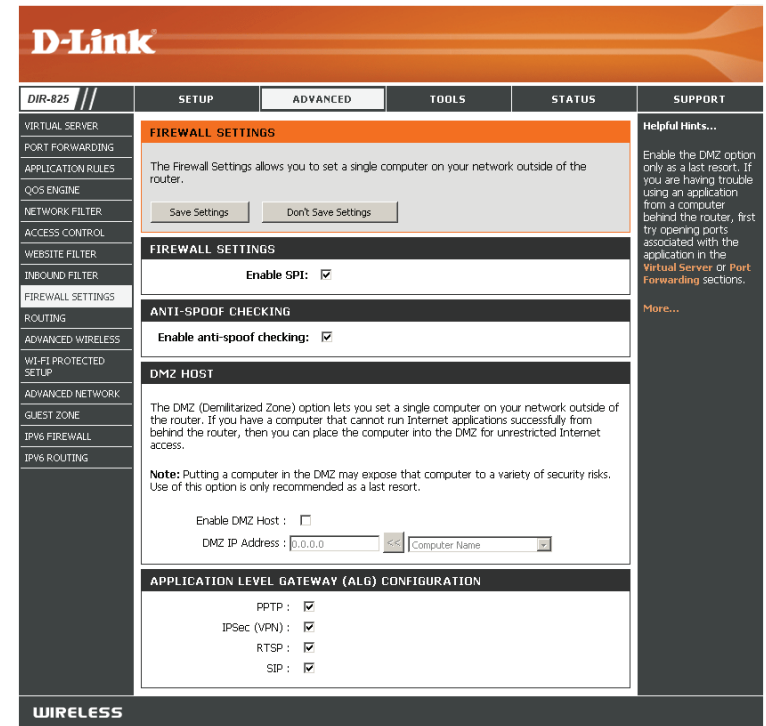 D-Link
DIR-825
SETUP
ADVANCED
TOOLS
STATUS
SUPPORT
VIRTUAL SERVER
PORT FORWARDING
APPLICATION RULES
QOS ENGINE
NETWORK FILTER
ACCESS CONTROL
WEBSITE FILTER
INBOUND FILTER
FIREWALL SETTINGS
ROUTING
ADVANCED WIRELESS
WI-FI PROTECTED
SETUP
ADVANCED NETWORK
GUEST ZONE
IPV6 FIREWALL
IPV6 ROUTING
FIREWALL SETTINGS
The Firewall Settings allows you to set a single computer on your network outside of the
router.
Save Settings
Don't Save Settings
FIREWALL SETTINGS
Enable SPI:
ANTI-SPOOF CHECKING
Enable anti-spoof checking:
DMZ HOST
The DMZ (Demilitarized Zone) option lets you set a single computer on your network outside of
the router. If you have a computer that cannot run Internet applications successfully from
behind the router, then you can place the computer into the DMZ for unrestricted Internet
access.
Note: Putting a computer in the DMZ may expose that computer to a variety of security risks.
Use of this option is only recommended as a last resort.
Enable DMZ Host :
DMZ IP Address : 0.0.0.0 << Computer Name
APPLICATION LEVEL GATEWAY (ALG) CONFIGURATION
PPTP :
IPSec (VPN) :
RTSP :
SIP :
Helpful Hints...
Enable the DMZ option
only as a last resort. If
you are having trouble
using an application
from a computer
behind the router, first
try opening ports
associated with the
application in the
Virtual Server or Port
Forwarding sections.
More...
WIRELESS